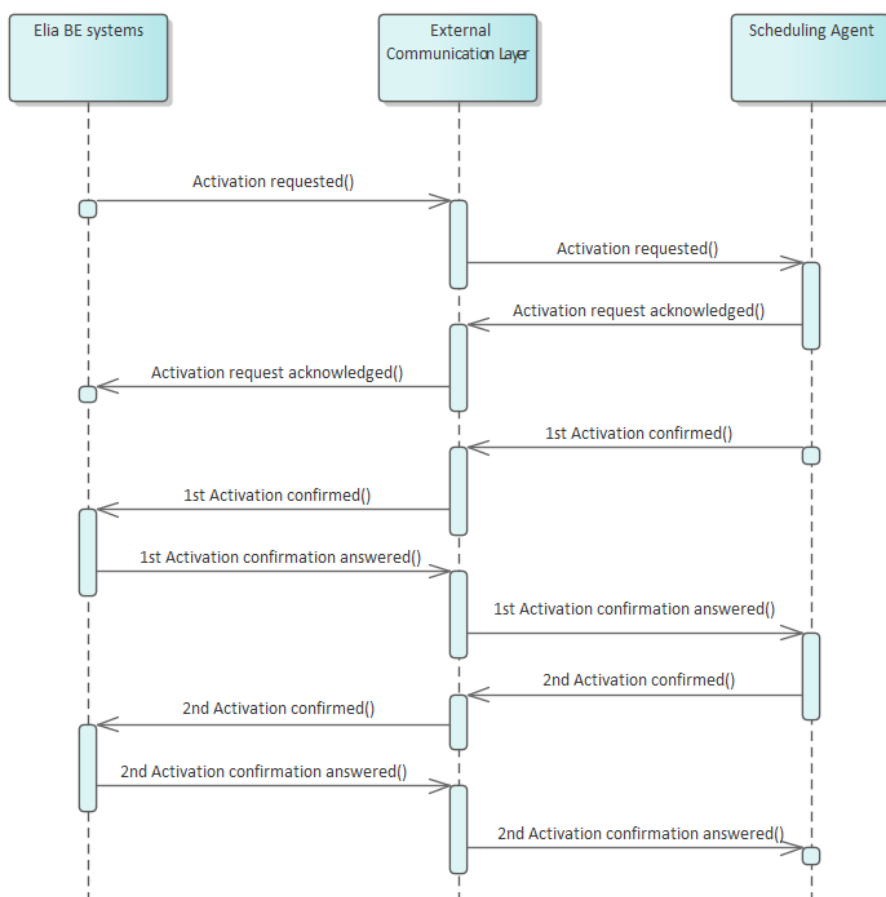 Elia BE systems
External
Communication Layer
Scheduling Agent
Activation requested()
Activation requested()
Activation request acknowledged()
Activation request acknowledged()
1st Activation confirmed()
1st Activation confirmed()
1st Activation confirmation answered()
1st Activation confirmation answered()
2nd Activation confirmed()
2nd Activation confirmed()
2nd Activation confirmation answered()
2nd Activation confirmation answered()